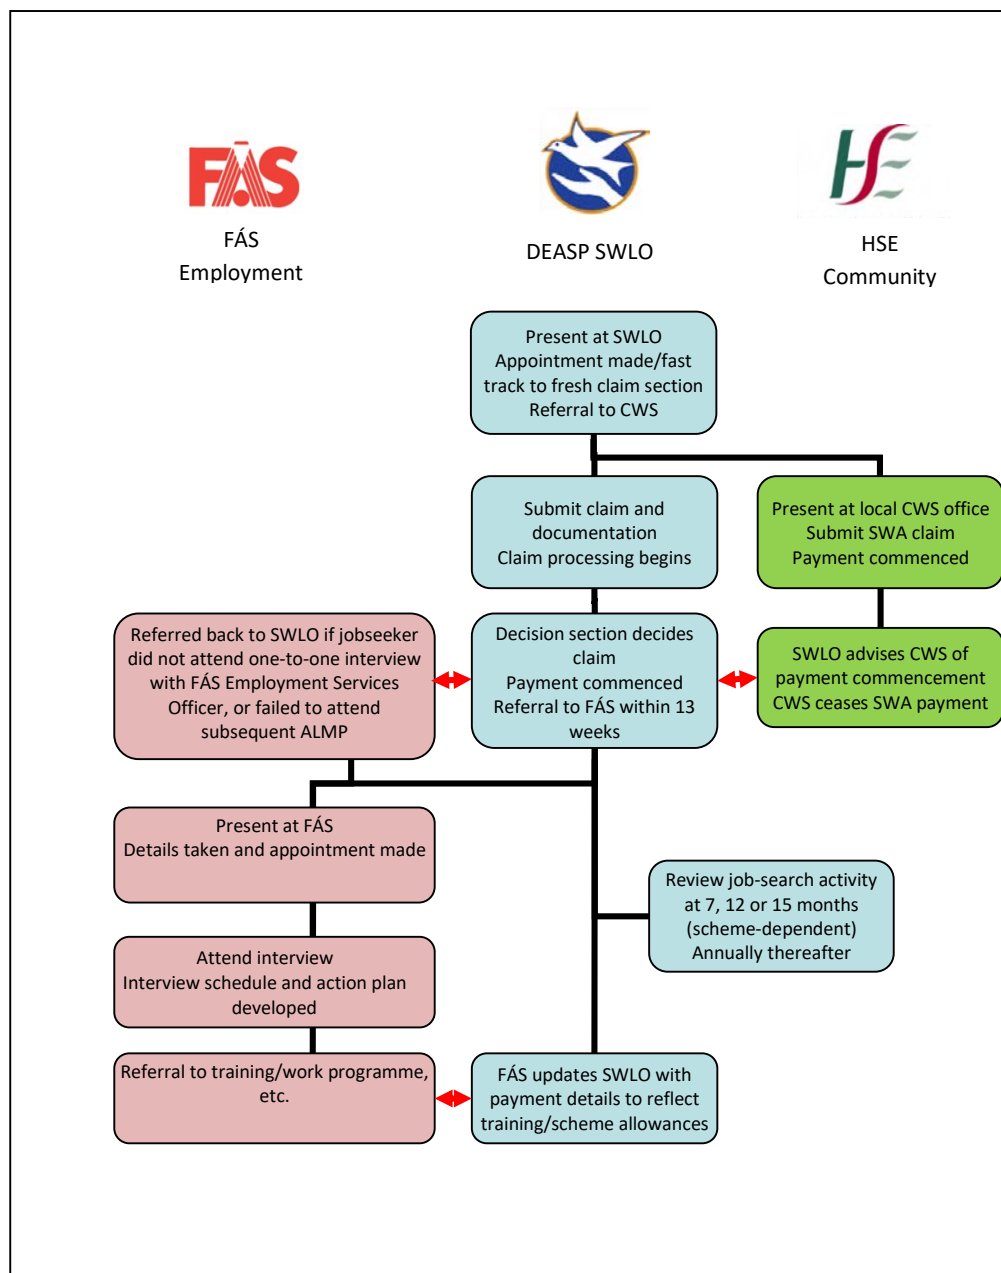 FÁS
HSE
FÁS
Employment
DEASP SWLO
HSE
Community
Present at SWLO
Appointment made/fast
track to fresh claim section
Referral to CWS
Submit claim and
documentation
Claim processing begins
Present at local CWS office
Submit SWA claim
Payment commenced
Referred back to SWLO if jobseeker
did not attend one-to-one interview
with FÁS Employment Services
Officer, or failed to attend
subsequent ALMP
Decision section decides
claim
Payment commenced
Referral to FÁS within 13
weeks
SWLO advises CWS of
payment commencement
CWS ceases SWA payment
Present at FÁS
Details taken and appointment made
Review job-search activity
at 7, 12 or 15 months
(scheme-dependent)
Annually thereafter
Attend interview
Interview schedule and action plan
developed
Referral to training/work programme,
etc.
FÁS updates SWLO with
payment details to reflect
training/scheme allowances